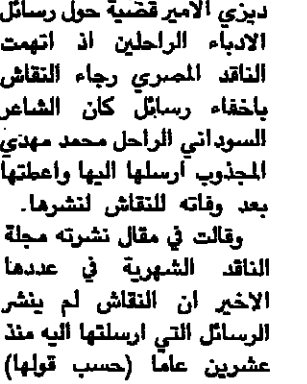 ديزي الامير قضية حول رسائل
الادباء الراحلين اذ اتهمت
الناقد المصري رجاء النقاش
باخفاء رسائل كان الشاعر
السوداني الراحل محمد مهدي
المجذوب ارسلها اليها واعطتها
بعد وفاته للنقاش لنشرها.
وقالت في مقال نشرته مجلة
الناقد الشهرية في عددها
الاخير ان النقاش لم ينشر
الرسائل التي ارسلتها اليه منذ
عشرين عاما (حسب قولها)